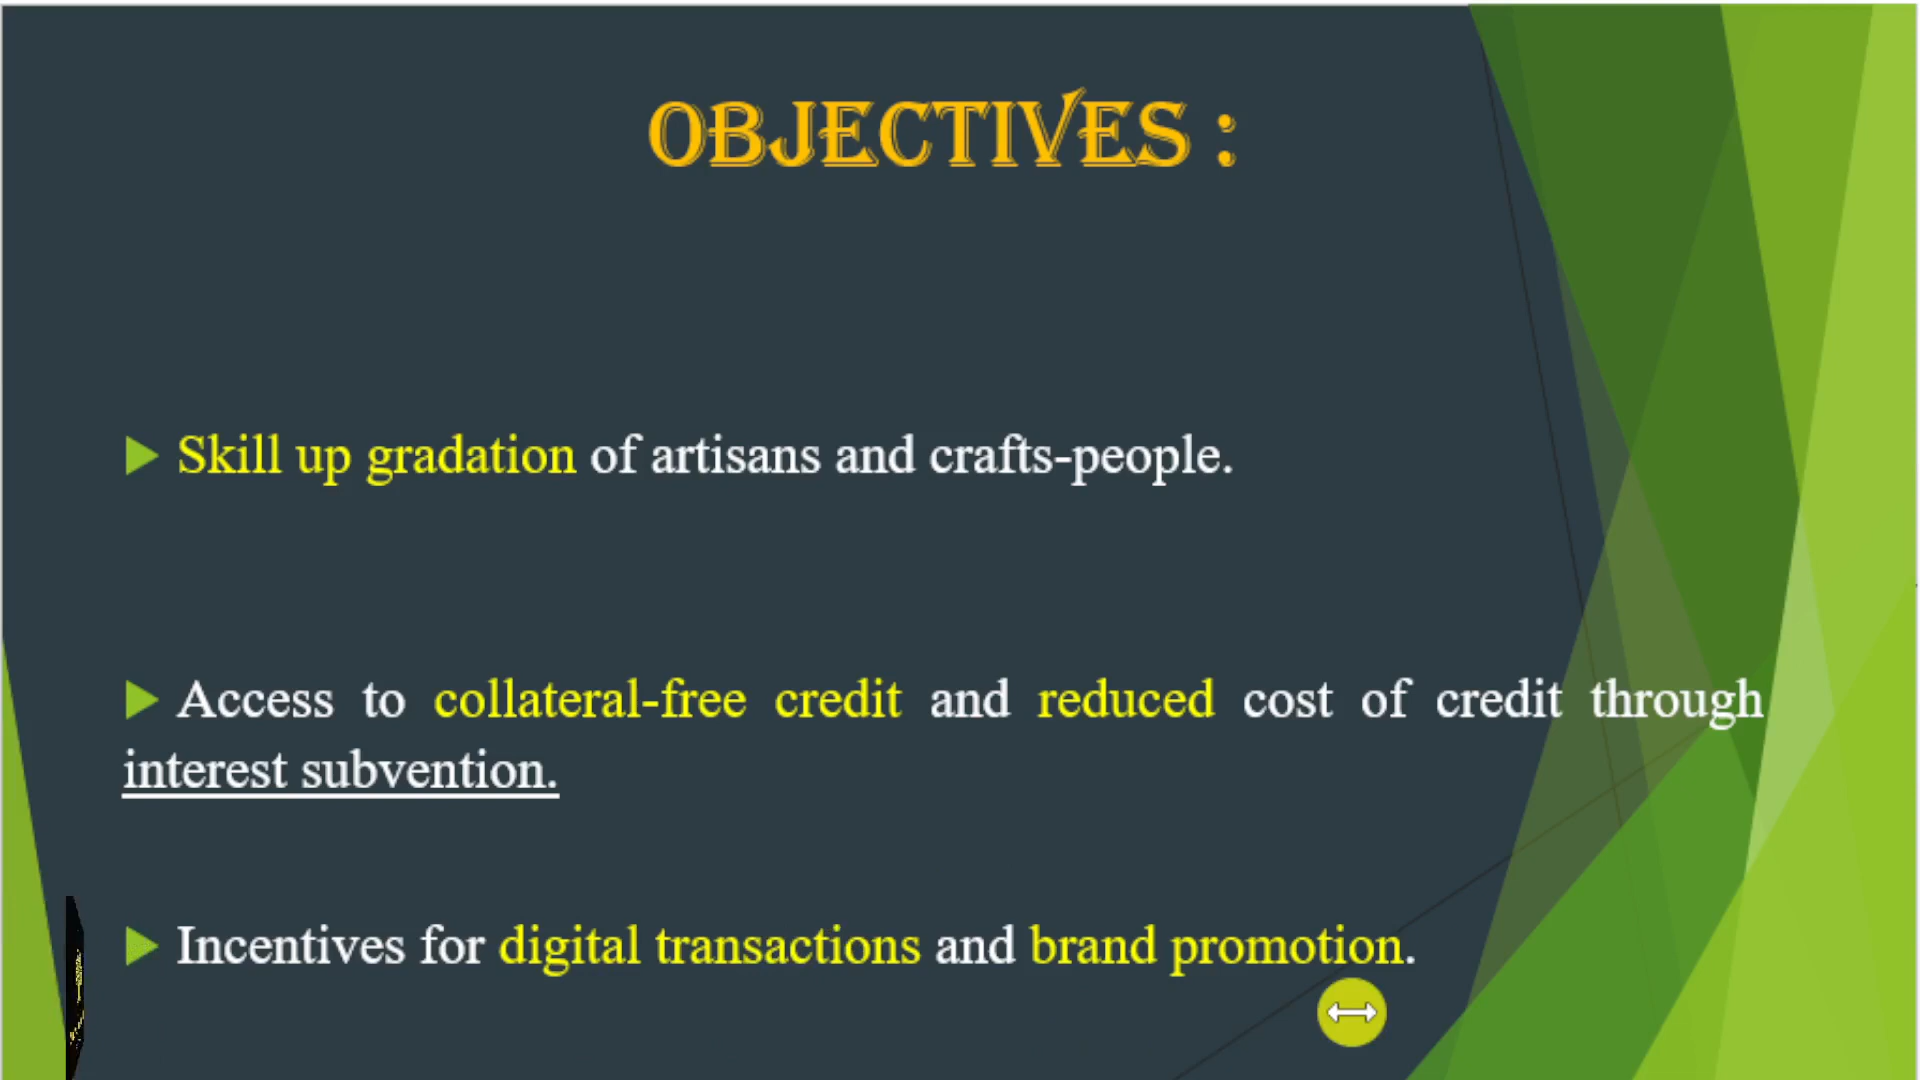 OBJECTIVES :
Skill up gradation of artisans and crafts-people.
Access to collateral-free credit and reduced cost of credit through
interest subvention.
Incentives for digital transactions and brand promotion.